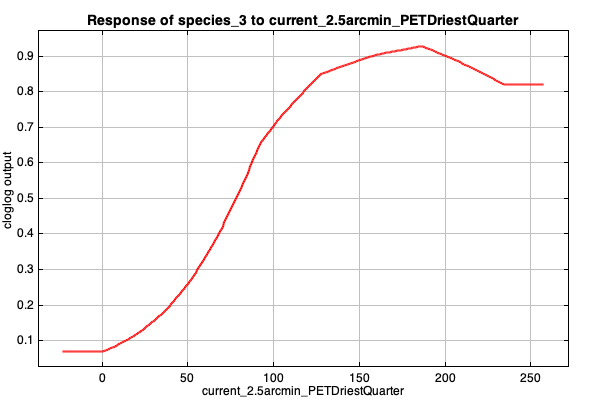 Response of species_3 to current_2.5arcmin_PETDriestQuarter
0.9
0.8
0.7
0.6
0.5
0.4
0.3
0.2
0.1
cloglog output
0 50 100 150 200 250
current_2.5arcmin_PETDriestQuarter